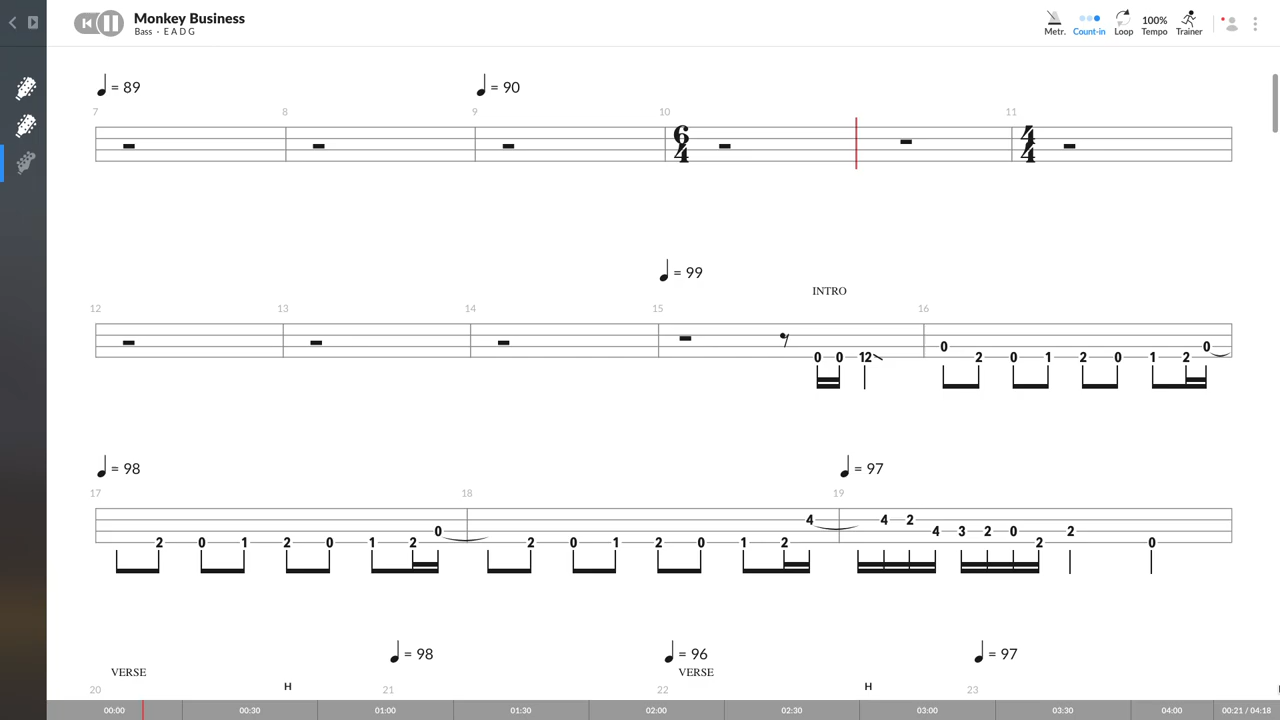 Monkey Business
Bass · E A D G
Metr.
Count-in
Loop
100%
Tempo
Trainer
= 89
= 90
7 8 9 10 11
6 4
4 4
= 99
INTRO
12 13 14 15 16
0 0 12 0 2 0 1 2 0 1 2 0
= 98
= 97
17 18 19
2 0 1 2 0 1 2 0 2 0 1 2 0 1 2 4 4 2 4 3 2 0 2 2 0
= 98
= 96
= 97
VERSE
VERSE
20 H 21 22 H 23
00:00 00:30 01:00 01:30 02:00 02:30 03:00 03:30 04:00 00:21 / 04:18